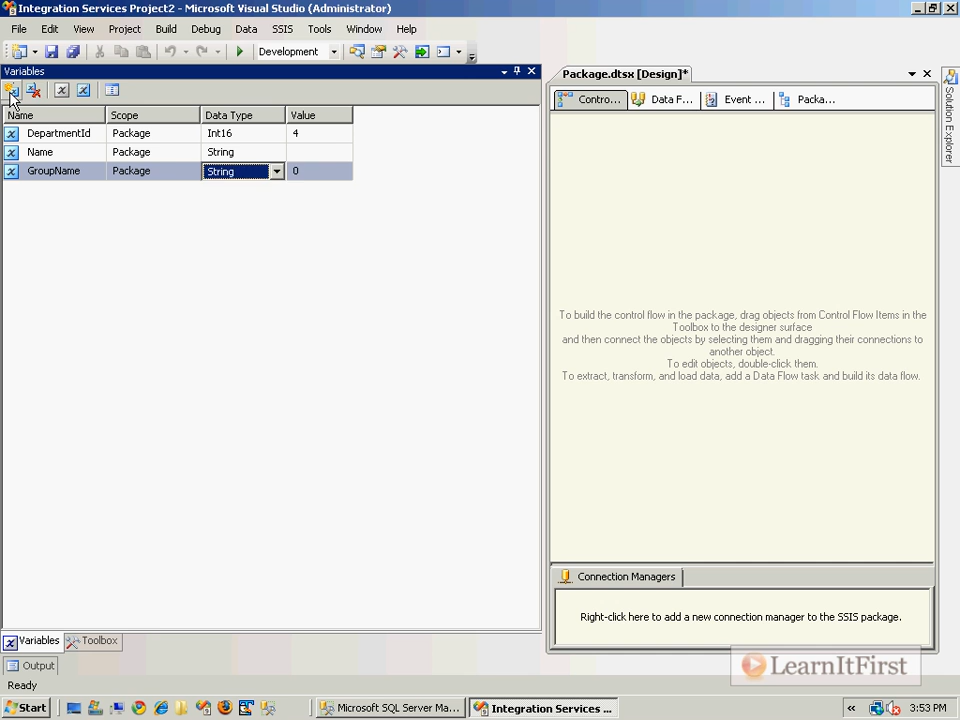 Integration Services Project2 - Microsoft Visual Studio (Administrator)
File Edit View Project Build Debug Data SSIS Tools Window Help
Development
Variables
Name Scope Data Type Value
DepartmentId Package Int16 4
Name Package String
GroupName Package String 0
Package.dtsx [Design]*
Contro... Data F... Event ... Packa...
Solution Explorer
To build the control flow in the package, drag objects from Control Flow Items in the
Toolbox to the designer surface
and then connect the objects by selecting them and dragging their connections to
another object.
To edit objects, double-click them.
To extract, transform, and load data, add a Data Flow task and build its data flow.
Connection Managers
Right-click here to add a new connection manager to the SSIS package.
Variables Toolbox
Output
LearnItFirst
Ready
Start Microsoft SQL Server Ma... Integration Services ... « 3:53 PM